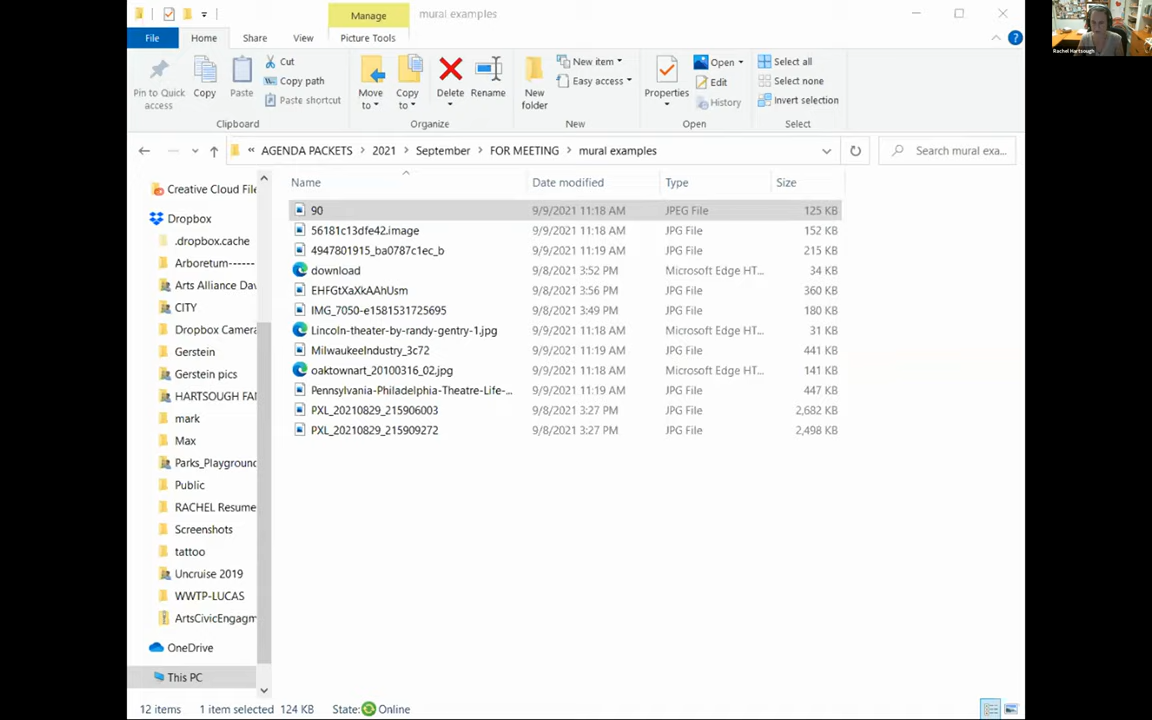 Manage
mural examples
File
Home
Share
View
Picture Tools
Pin to Quick access
Copy
Paste
Cut
Copy path
Paste shortcut
Clipboard
Move to
Copy to
Delete
Rename
Organize
New folder
New item
Easy access
New
Properties
Open
Edit
History
Open
Select all
Select none
Invert selection
Select
« AGENDA PACKETS > 2021 > September > FOR MEETING > mural examples
Search mural exa...
Name Date modified Type Size
90 9/9/2021 11:18 AM JPEG File 125 KB
56181c13dfe42.image 9/9/2021 11:18 AM JPG File 152 KB
4947801915_ba0787c1ec_b 9/9/2021 11:19 AM JPG File 215 KB
download 9/8/2021 3:52 PM Microsoft Edge HT... 34 KB
EHFGtXaXkAAhUsm 9/8/2021 3:56 PM JPG File 360 KB
IMG_7050-e1581531725695 9/8/2021 3:49 PM JPG File 180 KB
Lincoln-theater-by-randy-gentry-1.jpg 9/9/2021 11:18 AM Microsoft Edge HT... 31 KB
MilwaukeeIndustry_3c72 9/9/2021 11:19 AM JPG File 441 KB
oaktownart_20100316_02.jpg 9/9/2021 11:18 AM Microsoft Edge HT... 141 KB
Pennsylvania-Philadelphia-Theatre-Life-... 9/9/2021 11:19 AM JPG File 447 KB
PXL_20210829_215906003 9/8/2021 3:27 PM JPG File 2,682 KB
PXL_20210829_215909272 9/8/2021 3:27 PM JPG File 2,498 KB
Creative Cloud File
Dropbox
.dropbox.cache
Arboretum------
Arts Alliance Dav
CITY
Dropbox Camera
Gerstein
Gerstein pics
HARTSOUGH FAM
mark
Max
Parks_Playground
Public
RACHEL Resume
Screenshots
tattoo
Uncruise 2019
WWTP-LUCAS
ArtsCivicEngagm
OneDrive
This PC
12 items 1 item selected 124 KB State: Online
Rachel Hartsough